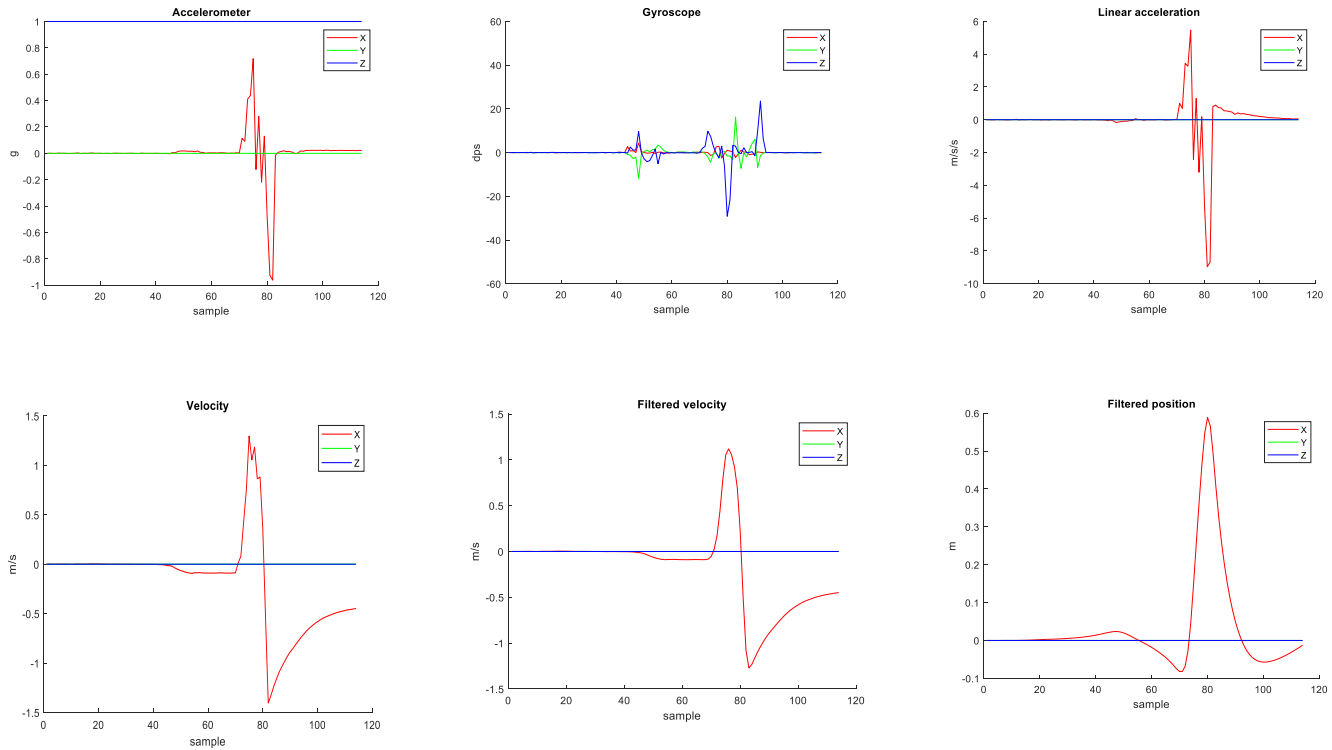 Accelerometer
1
0.8
0.6
0.4
0.2
0
-0.2
-0.4
-0.6
-0.8
-1
g
0 20 40 60 80 100 120
sample
X
Y
Z
Gyroscope
60
40
20
0
-20
-40
-60
dps
0 20 40 60 80 100 120
sample
X
Y
Z
Linear acceleration
6
4
2
0
-2
-4
-6
-8
-10
m/s/s
0 20 40 60 80 100 120
sample
X
Y
Z
Velocity
1.5
1
0.5
0
-0.5
-1
-1.5
m/s
0 20 40 60 80 100 120
sample
X
Y
Z
Filtered velocity
1.5
1
0.5
0
-0.5
-1
-1.5
m/s
0 20 40 60 80 100 120
sample
X
Y
Z
Filtered position
0.6
0.5
0.4
0.3
0.2
0.1
0
-0.1
m
0 20 40 60 80 100 120
sample
X
Y
Z